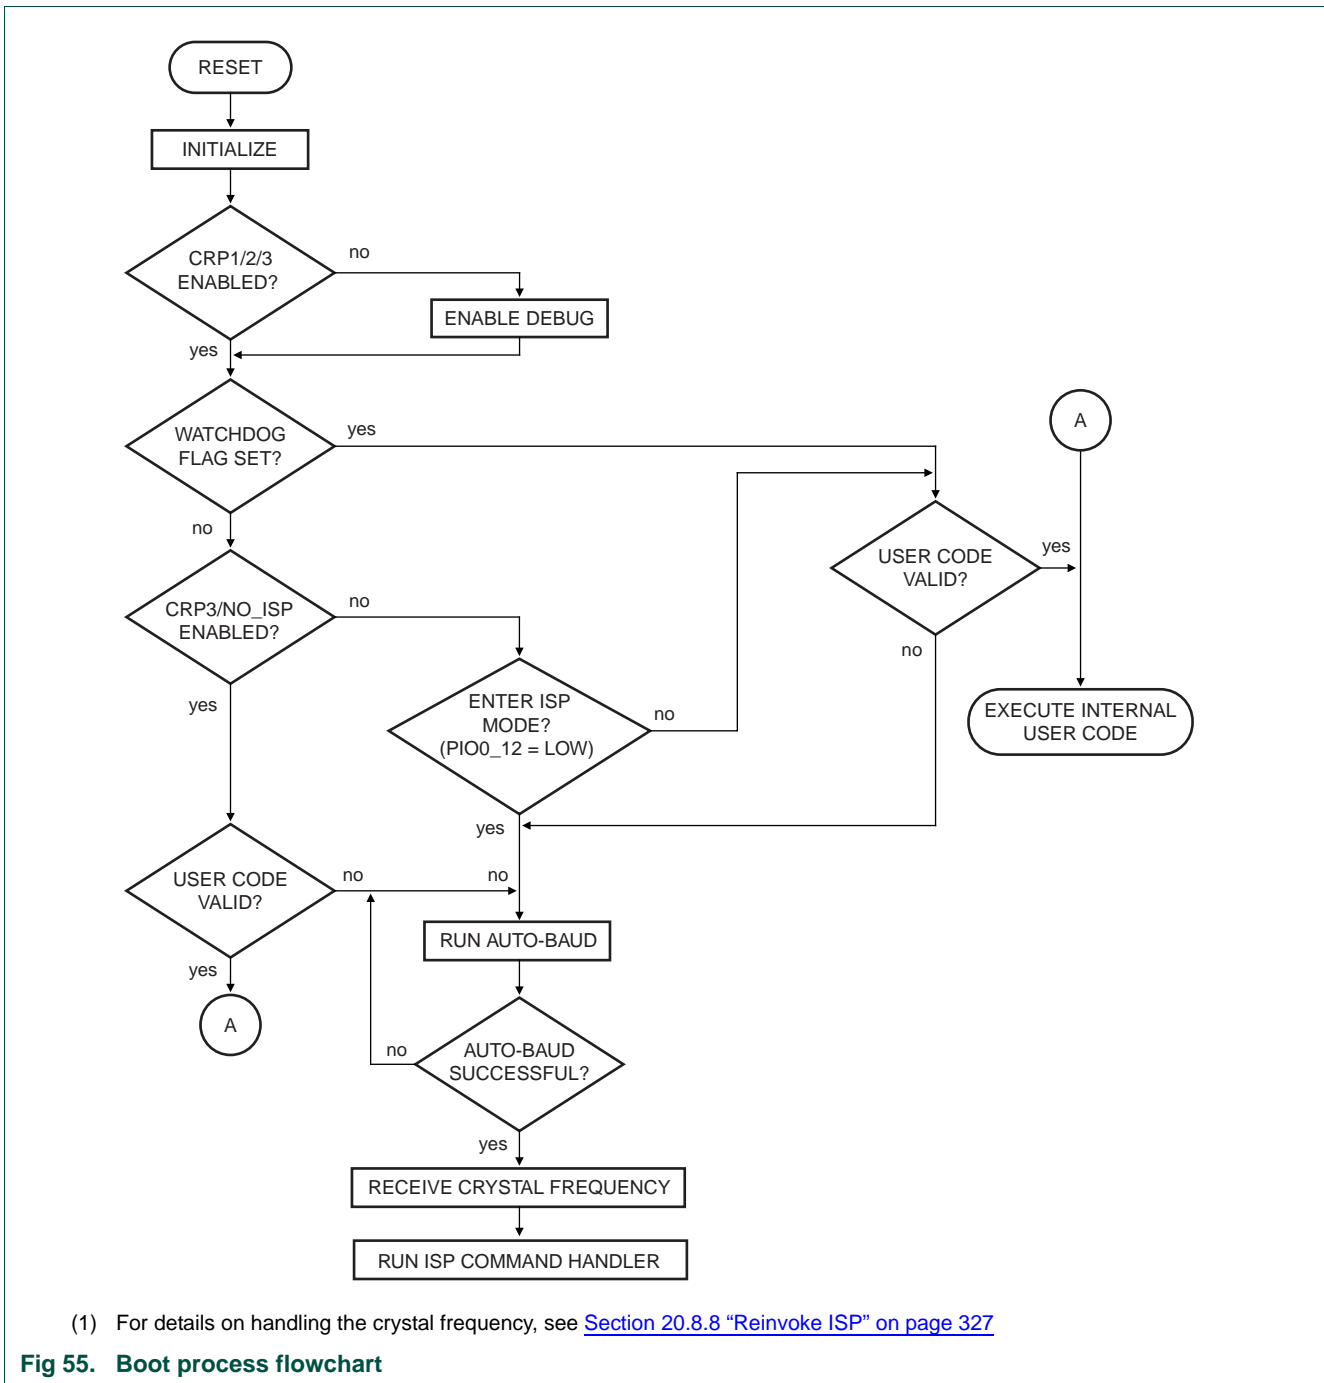 RESET
INITIALIZE
CRP1/2/3
ENABLED?
no
ENABLE DEBUG
yes
WATCHDOG
FLAG SET?
yes
A
no
USER CODE
VALID?
yes
no
CRP3/NO_ISP
ENABLED?
no
yes
ENTER ISP
MODE?
(PIO0_12 = LOW)
no
EXECUTE INTERNAL
USER CODE
yes
USER CODE
VALID?
no
no
yes
RUN AUTO-BAUD
A
AUTO-BAUD
SUCCESSFUL?
no
yes
RECEIVE CRYSTAL FREQUENCY
RUN ISP COMMAND HANDLER
(1) For details on handling the crystal frequency, see Section 20.8.8 “Reinvoke ISP” on page 327
Fig 55. Boot process flowchart